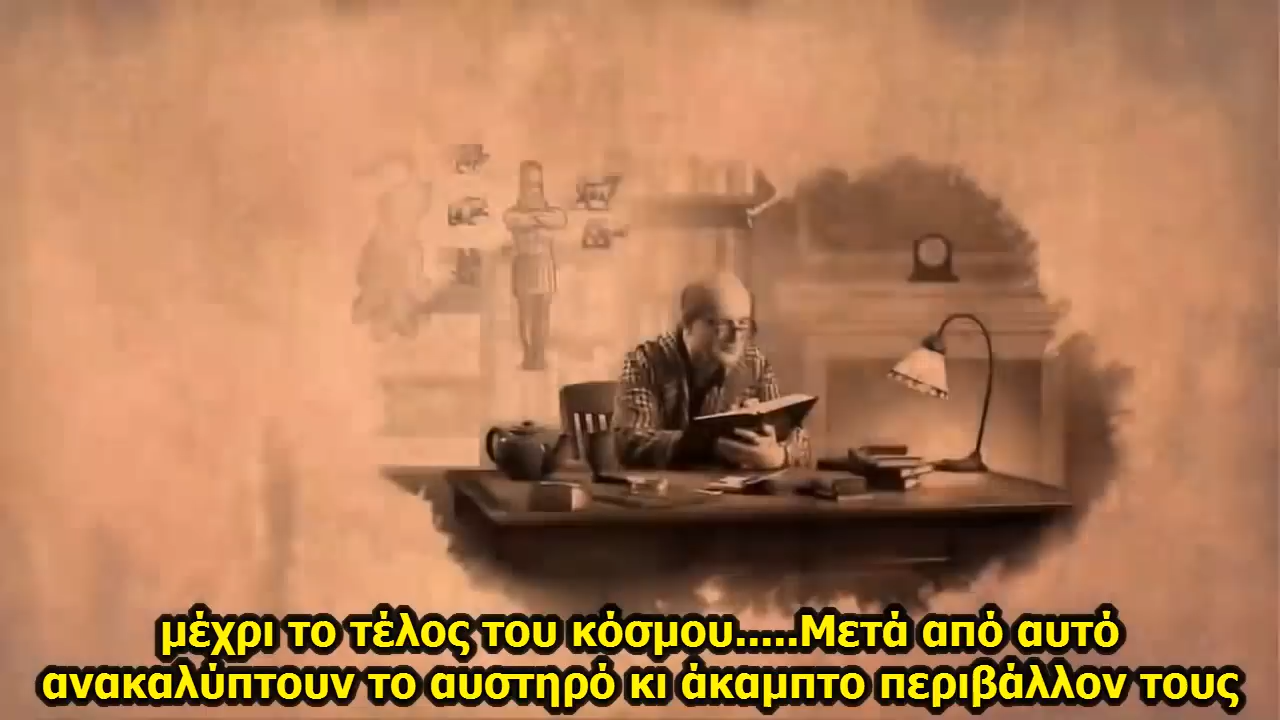 μέχρι το τέλος του κόσμου.....Μετά από αυτό
ανακαλύπτουν το αυστηρό κι άκαμπτο περιβάλλον τους